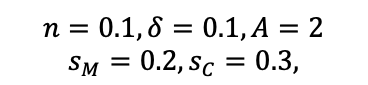 n = 0.1, δ = 0.1, A = 2
s_M = 0.2, s_C = 0.3,